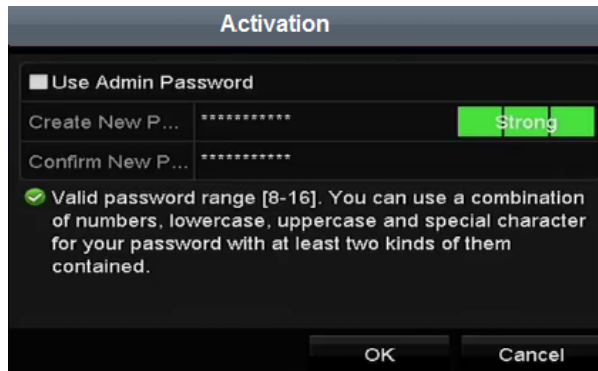 Activation
Use Admin Password
Create New P... *********** Strong
Confirm New P... ***********
Valid password range [8-16]. You can use a combination
of numbers, lowercase, uppercase and special character
for your password with at least two kinds of them
contained.
OK Cancel